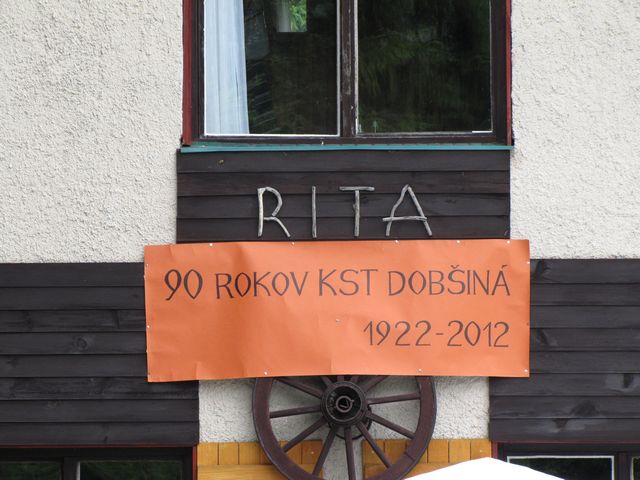 RITA
90 ROKOV KST DOBŠINÁ
1922-2012